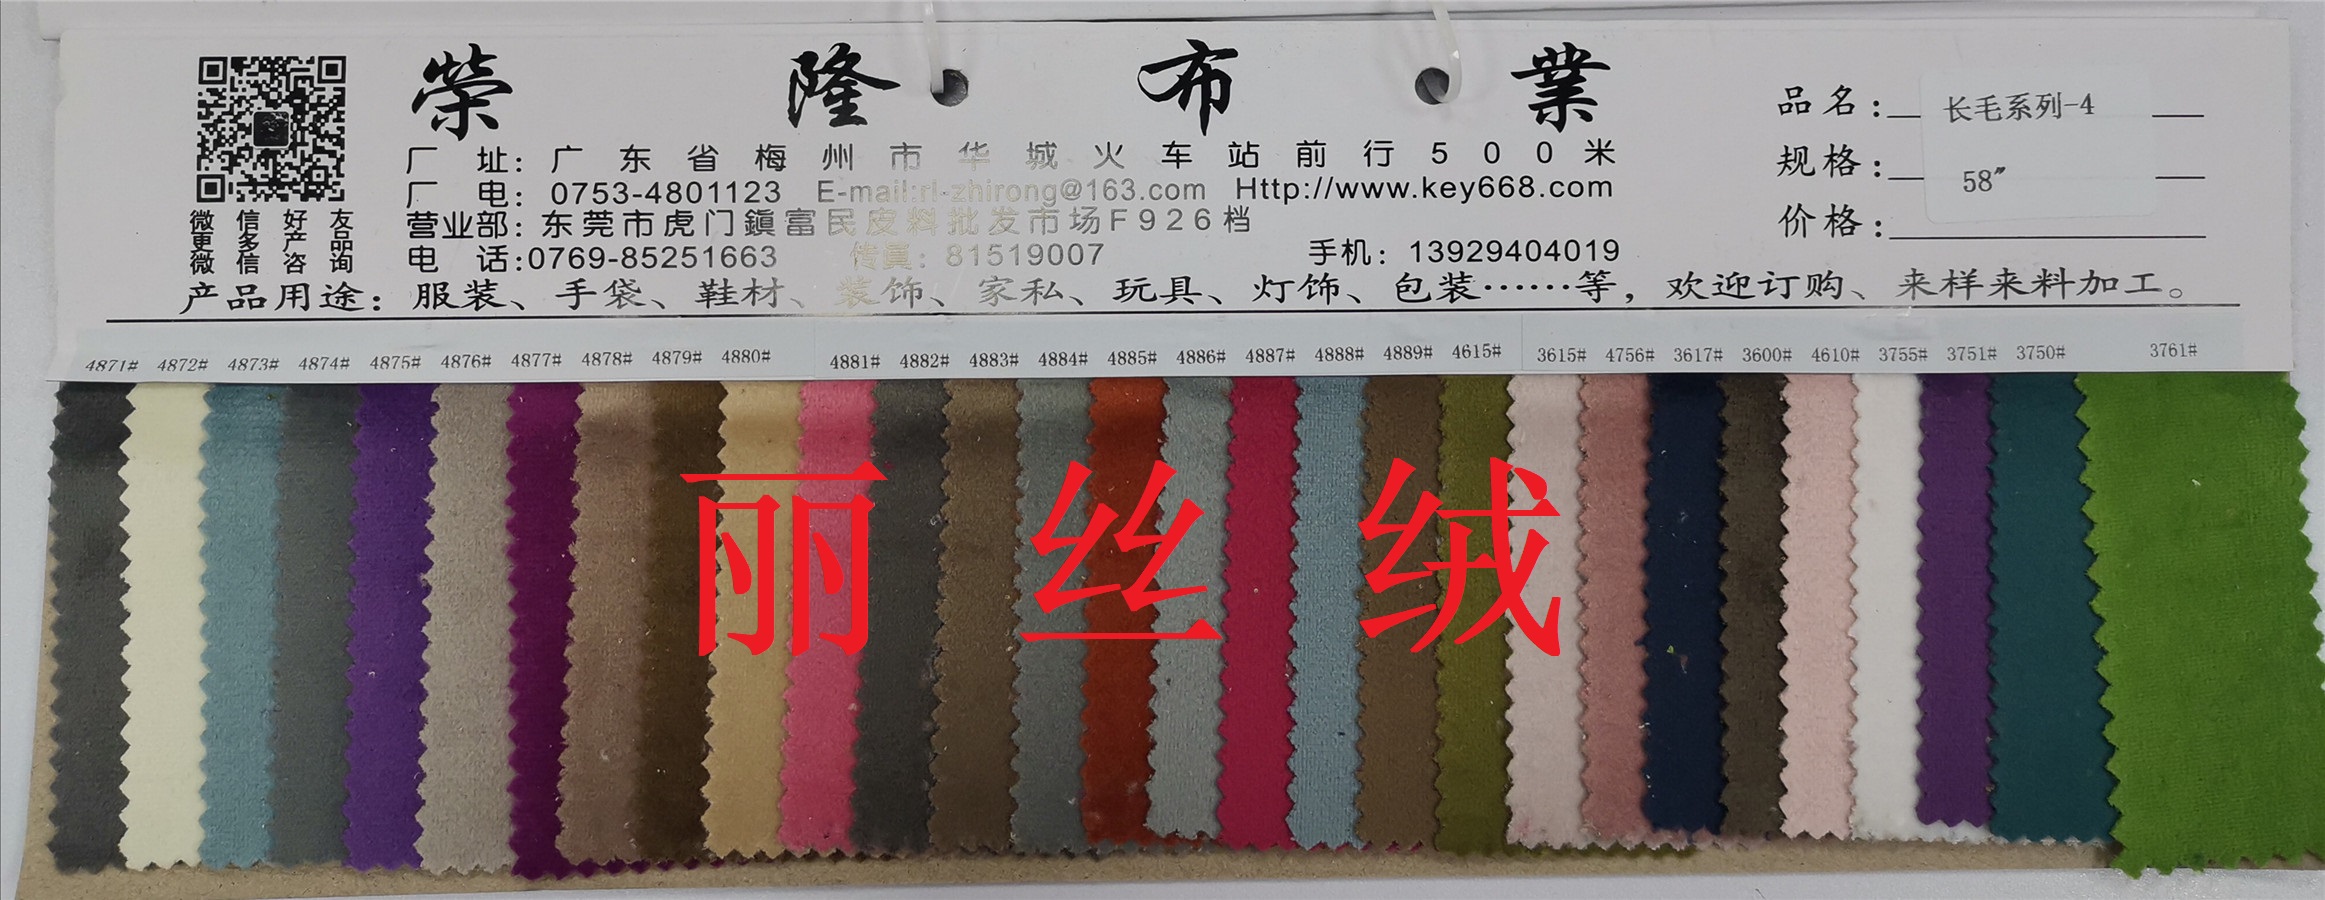 榮隆布業
厂址：广东省梅州市华城火车站前行500米
厂电：0753-4801123 E-mail:rl-zhirong@163.com Http://www.key668.com
营业部：东莞市虎门鎭富民皮料批发市场F926档
电话:0769-85251663 传真：81519007 手机：13929404019
微信好友
更多产品
微信咨询
品名：长毛系列-4
规格：58"
价格：
产品用途：服装、手袋、鞋材、装饰、家私、玩具、灯饰、包装……等，欢迎订购、来样来料加工。
4871# 4872# 4873# 4874# 4875# 4876# 4877# 4878# 4879# 4880# 4881# 4882# 4883# 4884# 4885# 4886# 4887# 4888# 4889# 4615# 3615# 4756# 3617# 3600# 4610# 3755# 3751# 3750# 3761#
丽丝绒